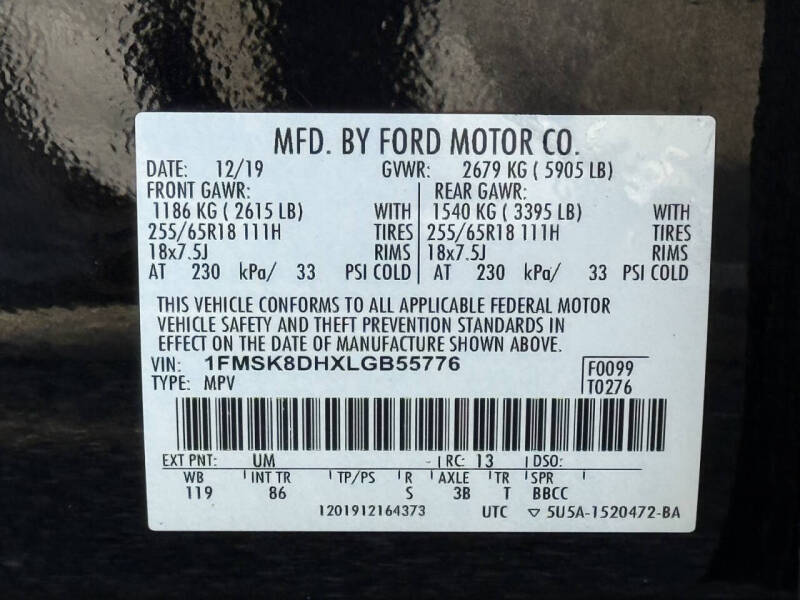 MFD. BY FORD MOTOR CO.
DATE: 12/19 GVWR: 2679 KG ( 5905 LB)
FRONT GAWR: REAR GAWR:
1186 KG ( 2615 LB) WITH 1540 KG ( 3395 LB) WITH
255/65R18 111H TIRES 255/65R18 111H TIRES
18x7.5J RIMS 18x7.5J RIMS
AT 230 kPa/ 33 PSI COLD AT 230 kPa/ 33 PSI COLD
THIS VEHICLE CONFORMS TO ALL APPLICABLE FEDERAL MOTOR
VEHICLE SAFETY AND THEFT PREVENTION STANDARDS IN
EFFECT ON THE DATE OF MANUFACTURE SHOWN ABOVE.
VIN: 1FMSK8DHXLGB55776 F0099
TYPE: MPV T0276
EXT PNT: UM RC: 13 DSO:
WB INT TR TP/PS R AXLE TR SPR
119 86 S 3B T BBCC
1201912164373 UTC ▽ 5U5A-1520472-BA